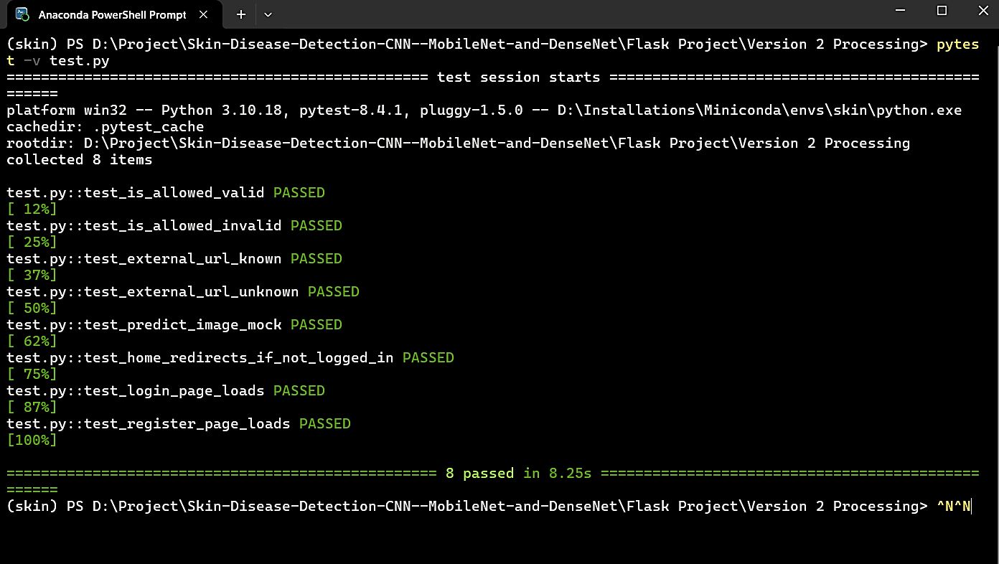 Anaconda PowerShell Prompt
(skin) PS D:\Project\Skin-Disease-Detection-CNN--MobileNet-and-DenseNet\Flask Project\Version 2 Processing> pytes
t -v test.py
================================================= test session starts ===========================================
======
platform win32 -- Python 3.10.18, pytest-8.4.1, pluggy-1.5.0 -- D:\Installations\Miniconda\envs\skin\python.exe
cachedir: .pytest_cache
rootdir: D:\Project\Skin-Disease-Detection-CNN--MobileNet-and-DenseNet\Flask Project\Version 2 Processing
collected 8 items
test.py::test_is_allowed_valid PASSED
[ 12%]
test.py::test_is_allowed_invalid PASSED
[ 25%]
test.py::test_external_url_known PASSED
[ 37%]
test.py::test_external_url_unknown PASSED
[ 50%]
test.py::test_predict_image_mock PASSED
[ 62%]
test.py::test_home_redirects_if_not_logged_in PASSED
[ 75%]
test.py::test_login_page_loads PASSED
[ 87%]
test.py::test_register_page_loads PASSED
[100%]
================================================== 8 passed in 8.25s ============================================
======
(skin) PS D:\Project\Skin-Disease-Detection-CNN--MobileNet-and-DenseNet\Flask Project\Version 2 Processing> ^N^N